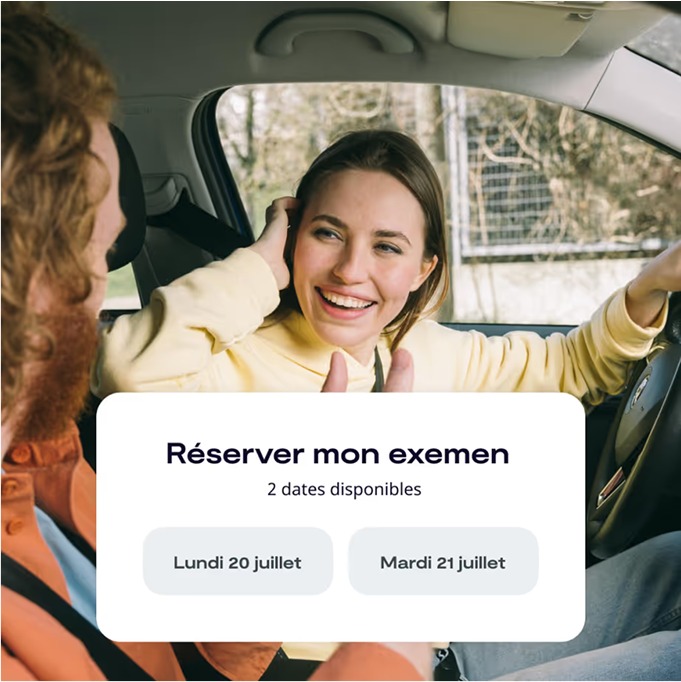 Réserver mon exemen
2 dates disponibles
Lundi 20 juillet
Mardi 21 juillet